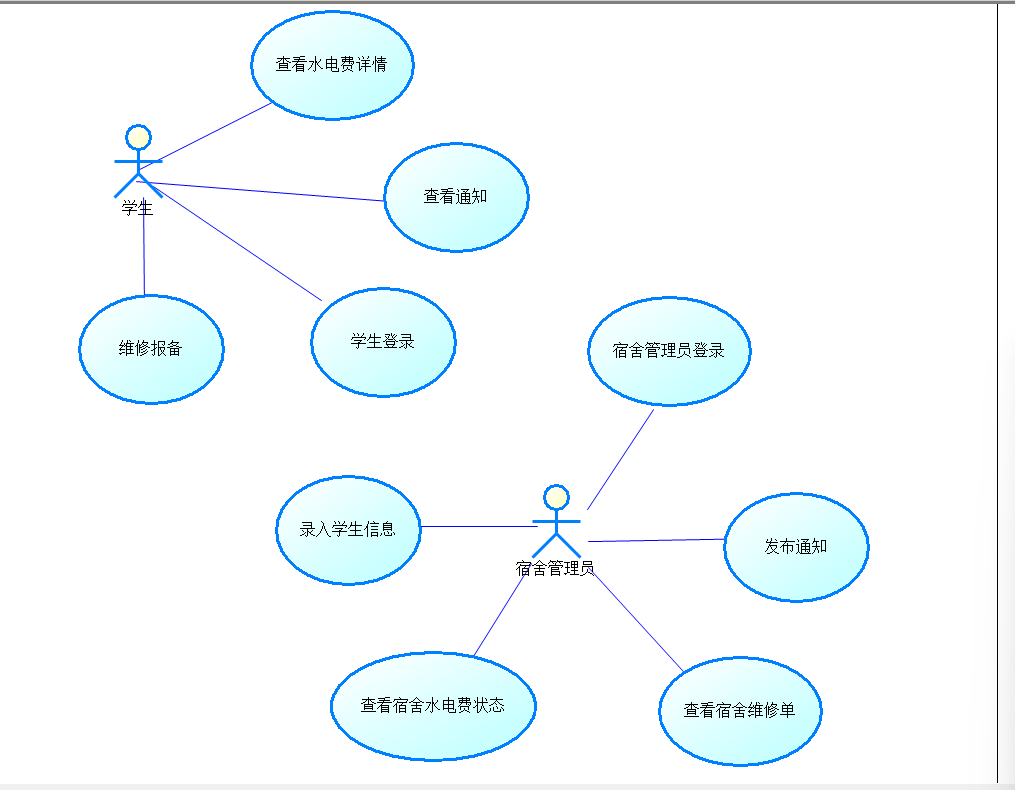 查看水电费详情
查看通知
学生
学生登录
维修报备
宿舍管理员登录
录入学生信息
发布通知
宿舍管理员
查看宿舍水电费状态
查看宿舍维修单